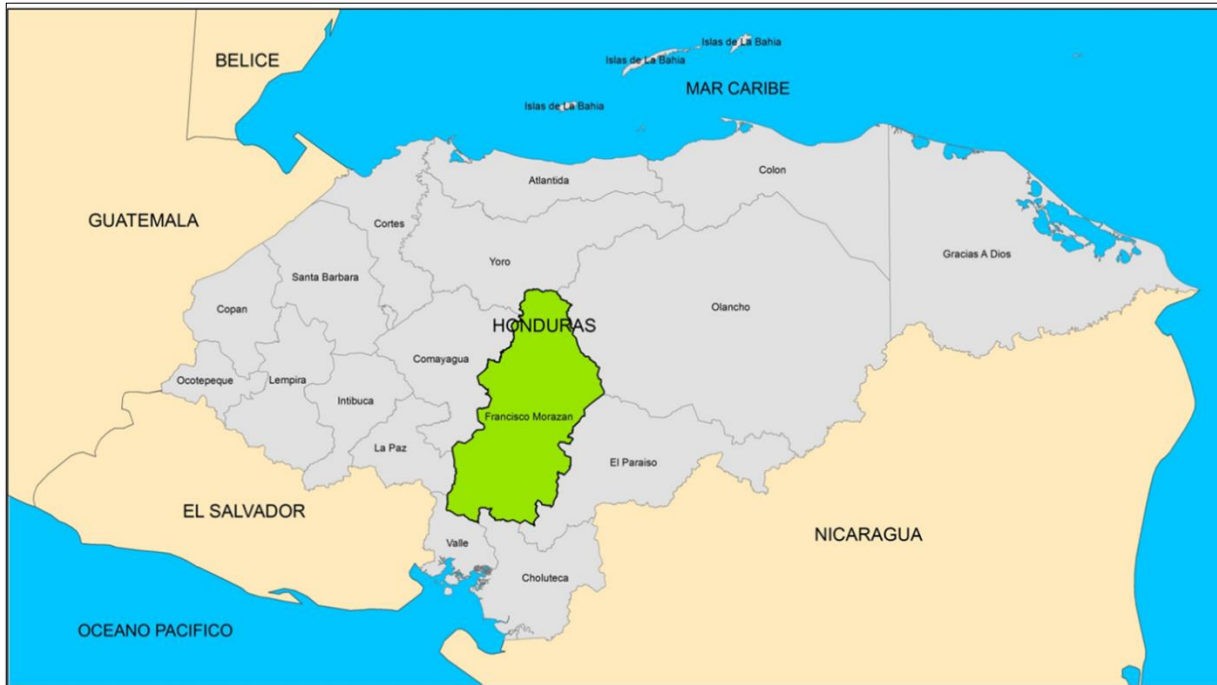 Islas de La Bahia
Islas de La Bahia
BELICE
MAR CARIBE
Islas de La Bahia
Colon
Atlantida
GUATEMALA
Cortes
Gracias A Dios
Yoro
Santa Barbara
Copan
Olancho
HONDURAS
Comayagua
Ocotepeque
Lempira
Intibuca
Francisco Morazan
La Paz
El Paraiso
EL SALVADOR
NICARAGUA
Valle
Choluteca
OCEANO PACIFICO